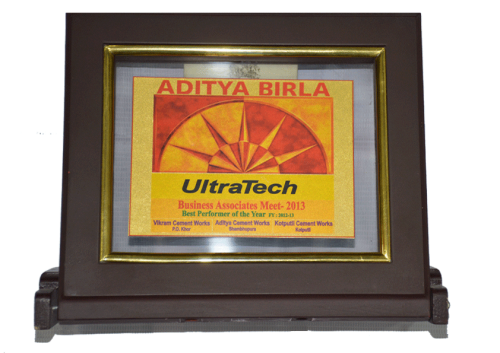 ADITYA BIRLA
UltraTech
Business Associates Meet- 2013
Best Performer of the Year FY : 2012-13
Vikram Cement Works Aditya Cement Works Kotputli Cement Works
P.O. Khor Shambhupura Kotputli